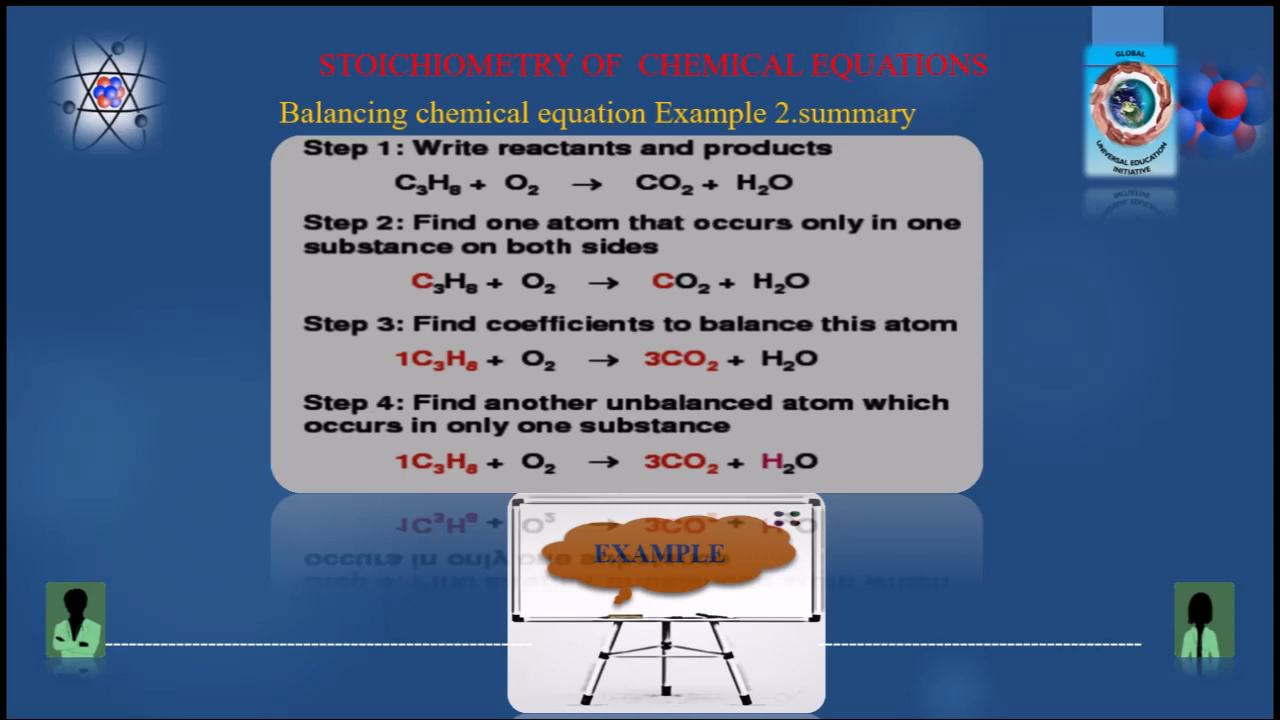 STOICHIOMETRY OF CHEMICAL EQUATIONS
GLOBAL
UNIVERSAL EDUCATION
INITIATIVE
Balancing chemical equation Example 2.summary
Step 1: Write reactants and products
C₃H₈ + O₂ → CO₂ + H₂O
Step 2: Find one atom that occurs only in one
substance on both sides
C₃H₈ + O₂ → CO₂ + H₂O
Step 3: Find coefficients to balance this atom
1C₃H₈ + O₂ → 3CO₂ + H₂O
Step 4: Find another unbalanced atom which
occurs in only one substance
1C₃H₈ + O₂ → 3CO₂ + H₂O
EXAMPLE